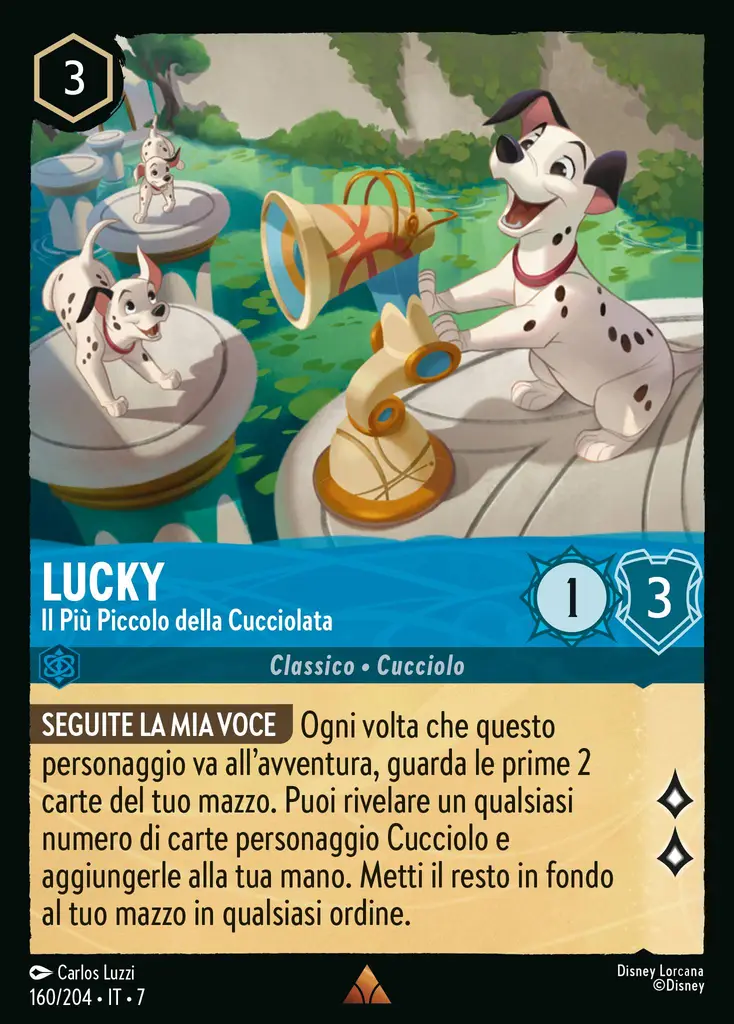 3
LUCKY
Il Più Piccolo della Cucciolata
1
3
Classico • Cucciolo
SEGUITE LA MIA VOCE Ogni volta che questo
personaggio va all'avventura, guarda le prime 2
carte del tuo mazzo. Puoi rivelare un qualsiasi
numero di carte personaggio Cucciolo e
aggiungerle alla tua mano. Metti il resto in fondo
al tuo mazzo in qualsiasi ordine.
Carlos Luzzi
160/204 • IT • 7
Disney Lorcana
©Disney